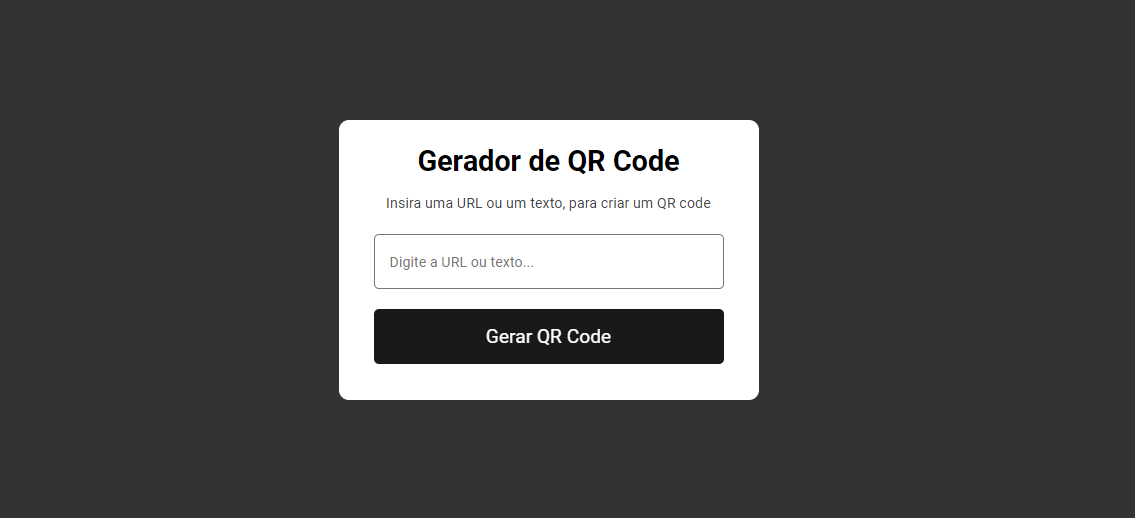 Gerador de QR Code
Insira uma URL ou um texto, para criar um QR code
Digite a URL ou texto...
Gerar QR Code